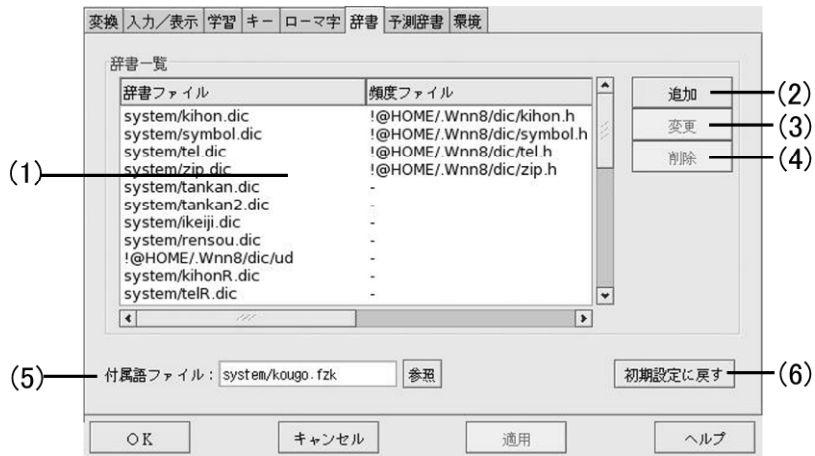 変換 入力／表示 学習 キー ローマ字 辞書 予測辞書 環境
辞書一覧
辞書ファイル 頻度ファイル
system/kihon.dic !@HOME/.Wnn8/dic/kihon.h
system/symbol.dic !@HOME/.Wnn8/dic/symbol.h
system/tel.dic !@HOME/.Wnn8/dic/tel.h
system/zip.dic !@HOME/.Wnn8/dic/zip.h
system/tankan.dic -
system/tankan2.dic -
system/ikeiji.dic -
system/rensou.dic -
!@HOME/.Wnn8/dic/ud -
system/kihonR.dic -
system/telR.dic -
追加 (2)
変更 (3)
削除 (4)
(1)
(5) 付属語ファイル： system/kougo.fzk 参照 初期設定に戻す (6)
ＯＫ キャンセル 適用 ヘルプ